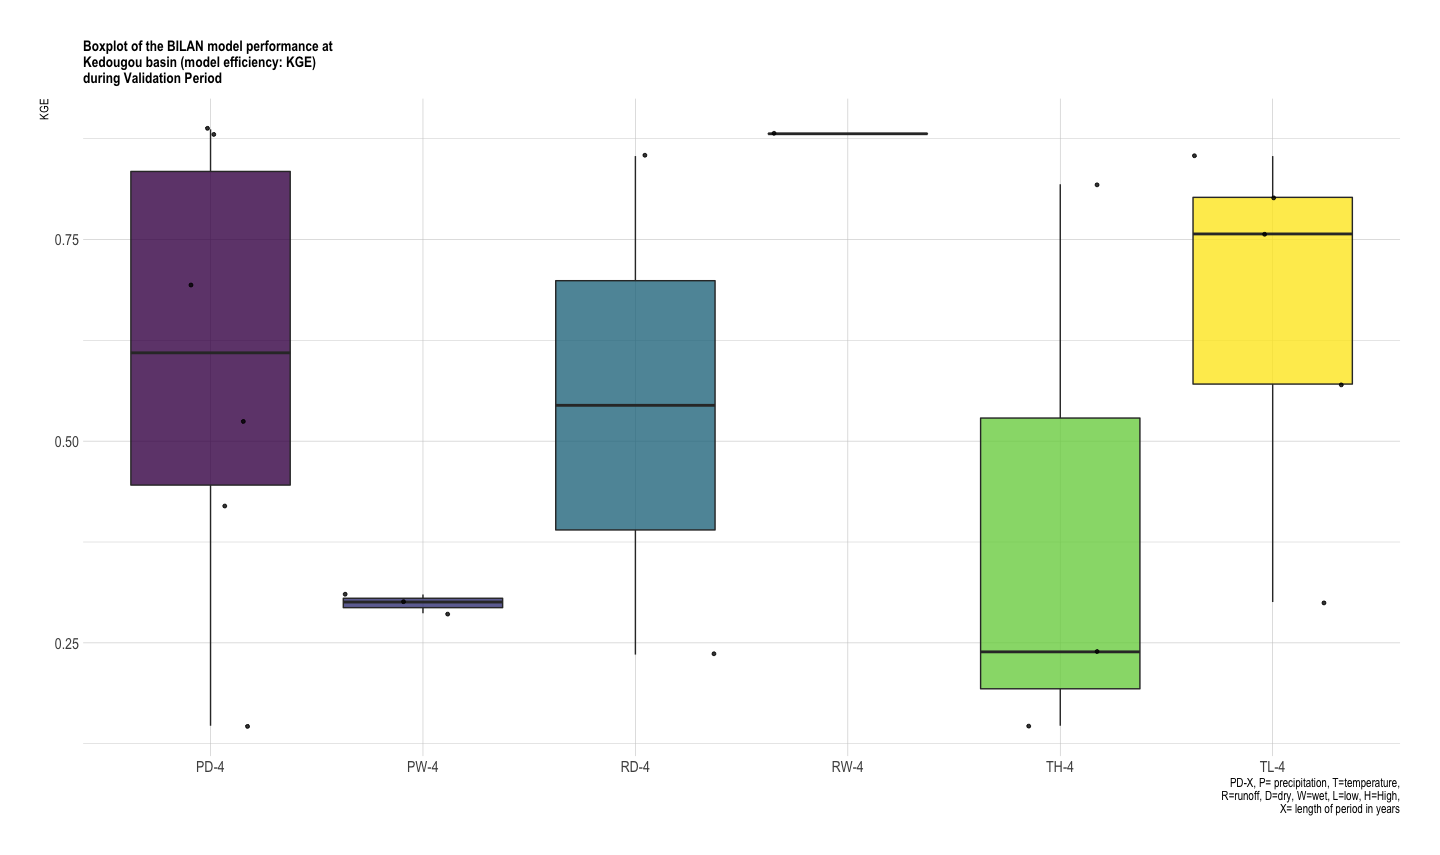 Boxplot of the BILAN model performance at
Kedougou basin (model efficiency: KGE)
during Validation Period
KGE
0.75
0.50
0.25
PD-4 PW-4 RD-4 RW-4 TH-4 TL-4
PD-X, P= precipitation, T=temperature,
R=runoff, D=dry, W=wet, L=low, H=High,
X= length of period in years